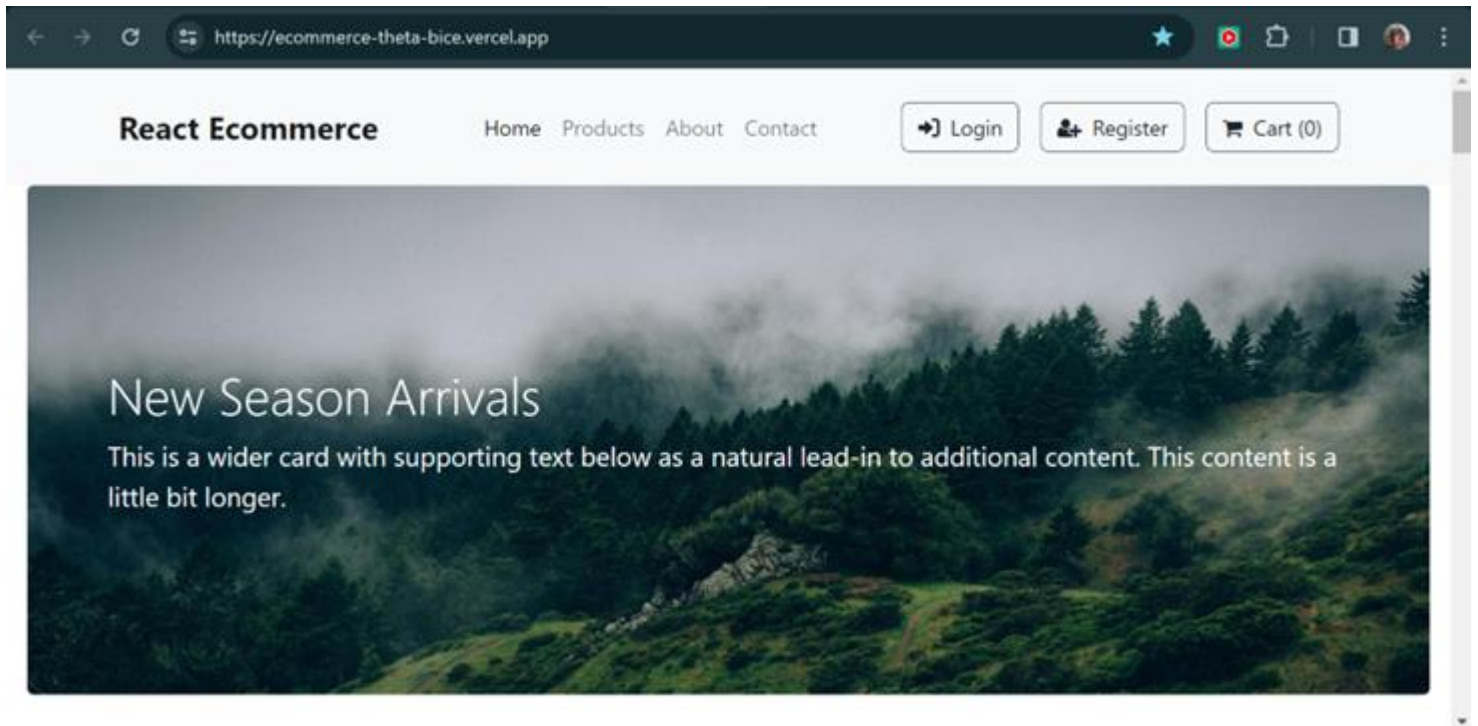 https://ecommerce-theta-bice.vercel.app
React Ecommerce Home Products About Contact Login Register Cart (0)
New Season Arrivals
This is a wider card with supporting text below as a natural lead-in to additional content. This content is a
little bit longer.